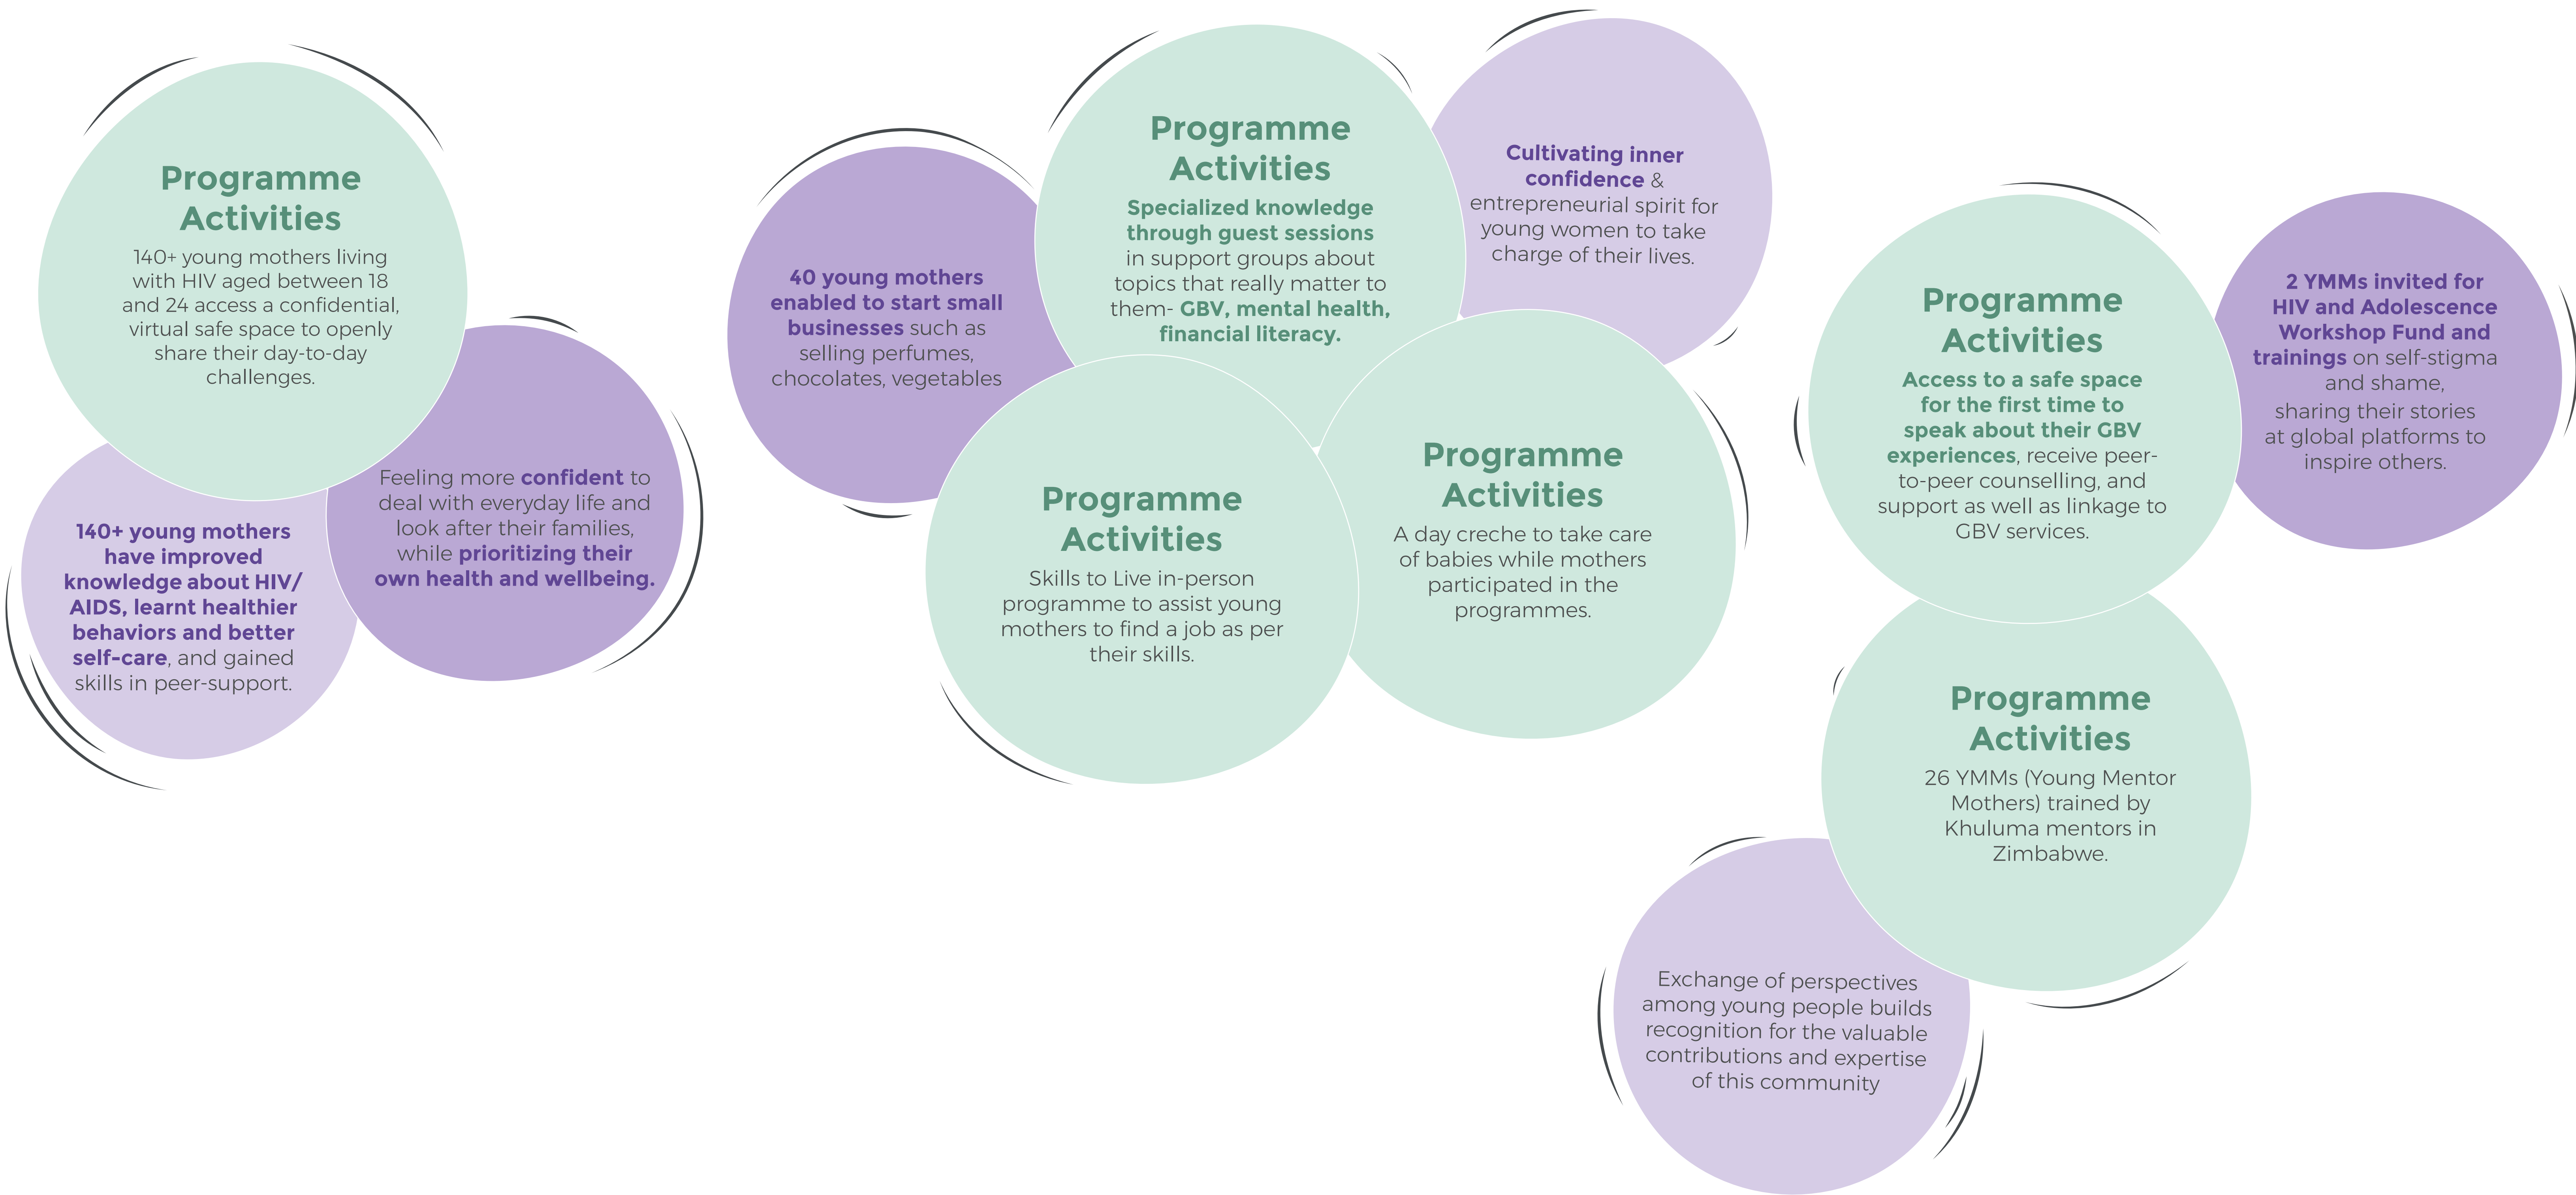 Programme
Activities
140+ young mothers living
with HIV aged between 18
and 24 access a confidential,
virtual safe space to openly
share their day-to-day
challenges.
140+ young mothers
have improved
knowledge about HIV/
AIDS, learnt healthier
behaviors and better
self-care, and gained
skills in peer-support.
Feeling more confident to
deal with everyday life and
look after their families,
while prioritizing their
own health and wellbeing.
40 young mothers
enabled to start small
businesses such as
selling perfumes,
chocolates, vegetables
Programme
Activities
Specialized knowledge
through guest sessions
in support groups about
topics that really matter to
them- GBV, mental health,
financial literacy.
Cultivating inner
confidence &
entrepreneurial spirit for
young women to take
charge of their lives.
Programme
Activities
Skills to Live in-person
programme to assist young
mothers to find a job as per
their skills.
Programme
Activities
A day creche to take care
of babies while mothers
participated in the
programmes.
Programme
Activities
Access to a safe space
for the first time to
speak about their GBV
experiences, receive peer-
to-peer counselling, and
support as well as linkage to
GBV services.
2 YMMs invited for
HIV and Adolescence
Workshop Fund and
trainings on self-stigma
and shame,
sharing their stories
at global platforms to
inspire others.
Programme
Activities
26 YMMs (Young Mentor
Mothers) trained by
Khuluma mentors in
Zimbabwe.
Exchange of perspectives
among young people builds
recognition for the valuable
contributions and expertise
of this community